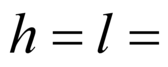 h = l =